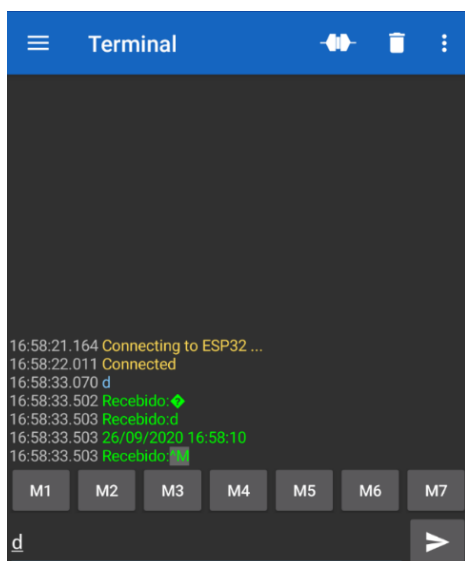 Terminal
16:58:21.164 Connecting to ESP32 ...
16:58:22.011 Connected
16:58:33.070 d
16:58:33.502 Recebido:�
16:58:33.503 Recebido:d
16:58:33.503 26/09/2020 16:58:10
16:58:33.503 Recebido:^M
M1 M2 M3 M4 M5 M6 M7
d